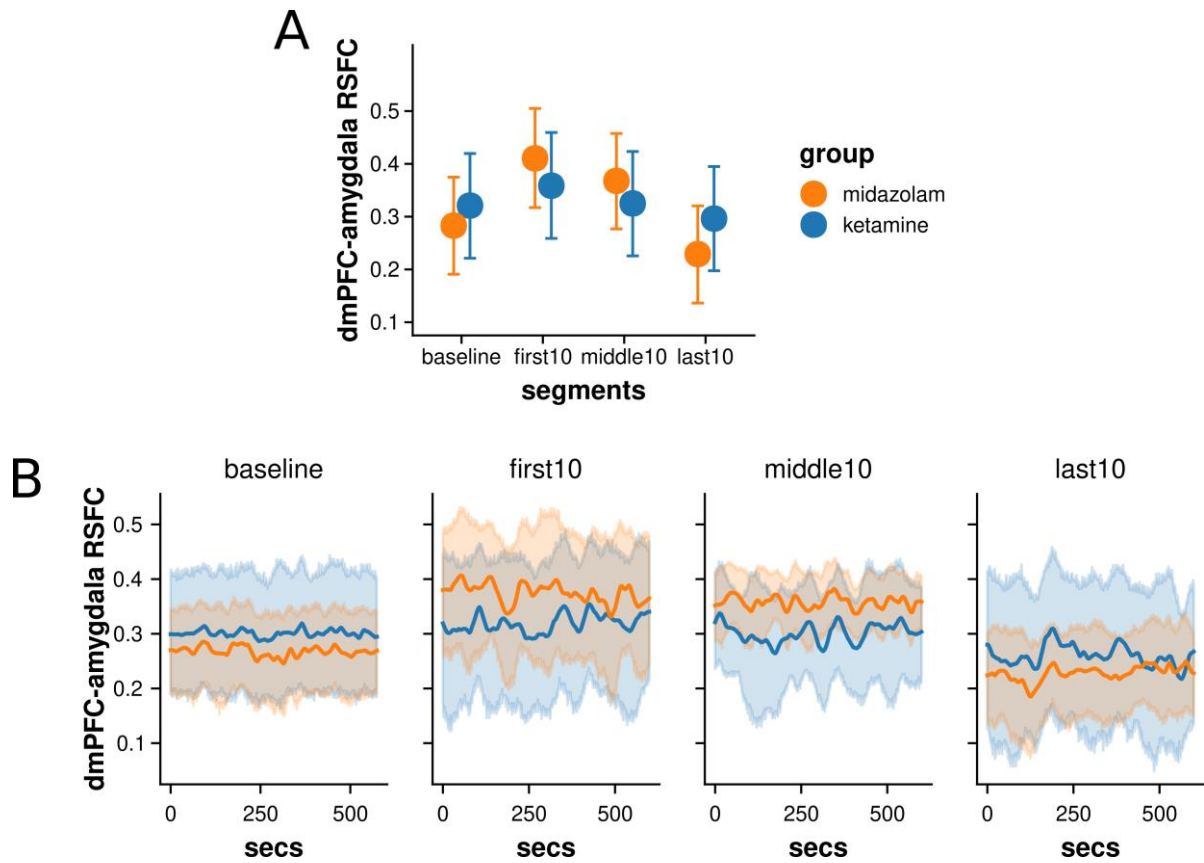 A
dmPFC-amygdala RSFC
0.5
0.4
0.3
0.2
0.1
baseline first10 middle10 last10
segments
group
midazolam
ketamine
B
baseline first10 middle10 last10
dmPFC-amygdala RSFC
0.5
0.4
0.3
0.2
0.1
0 250 500 0 250 500 0 250 500 0 250 500
secs secs secs secs